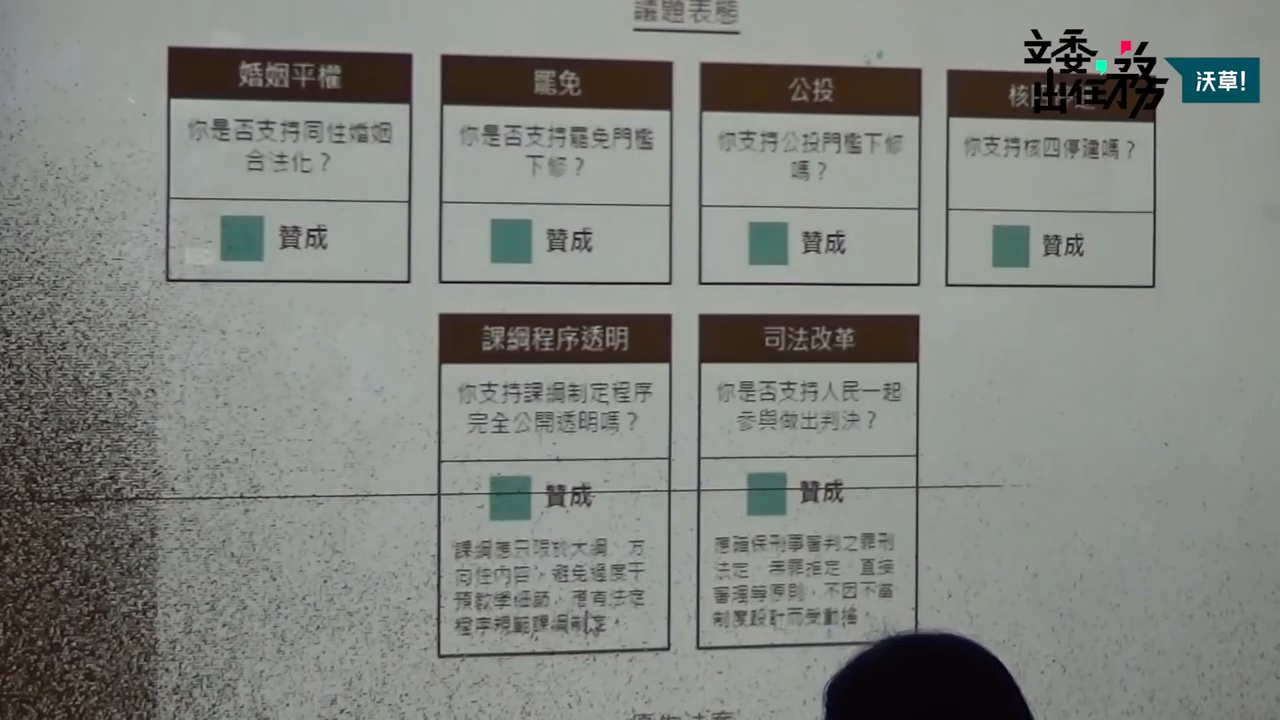 議題表態
立委
出任務
沃草!
婚姻平權
你是否支持同性婚姻
合法化？
贊成
罷免
你是否支持罷免門檻
下修？
贊成
公投
你支持公投門檻下修
嗎？
贊成
你支持核四停建嗎？
贊成
課綱程序透明
你支持課綱制定程序
完全公開透明嗎？
贊成
課綱應只限於大綱、方
向性內容，避免過度干
預教學細節，應有法定
程序規範課綱制定。
司法改革
你是否支持人民一起
參與做出判決？
贊成
應確保刑事審判之罪刑
法定、無罪推定、直接
審理等原則，不因不當
制度設計而受動搖。